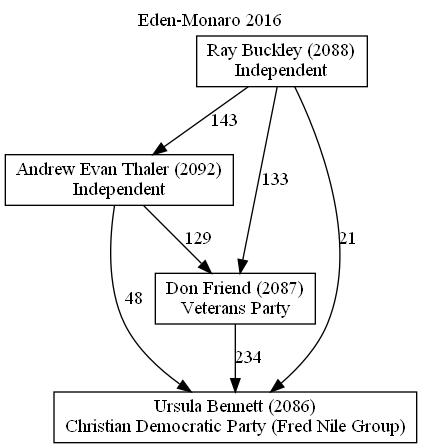 Eden-Monaro 2016
Ray Buckley (2088)
Independent
143
Andrew Evan Thaler (2092)
Independent
133
129
21
Don Friend (2087)
Veterans Party
48
234
Ursula Bennett (2086)
Christian Democratic Party (Fred Nile Group)